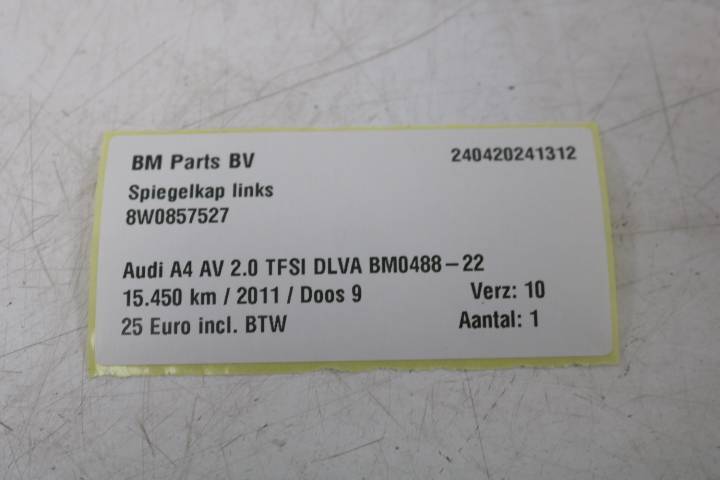 BM Parts BV 240420241312
Spiegelkap links
8W0857527
Audi A4 AV 2.0 TFSI DLVA BM0488-22
15.450 km / 2011 / Doos 9 Verz: 10
25 Euro incl. BTW Aantal: 1